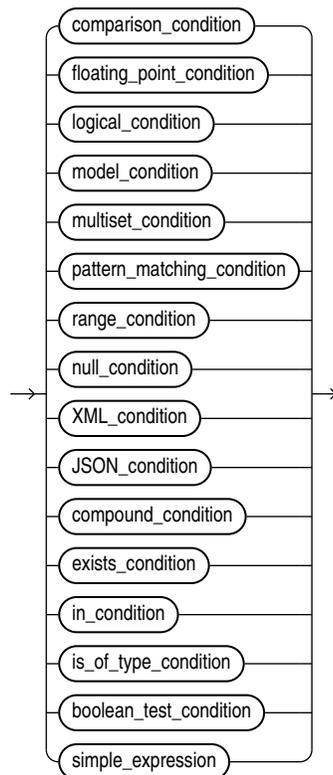 comparison_condition
floating_point_condition
logical_condition
model_condition
multiset_condition
pattern_matching_condition
range_condition
null_condition
XML_condition
JSON_condition
compound_condition
exists_condition
in_condition
is_of_type_condition
boolean_test_condition
simple_expression